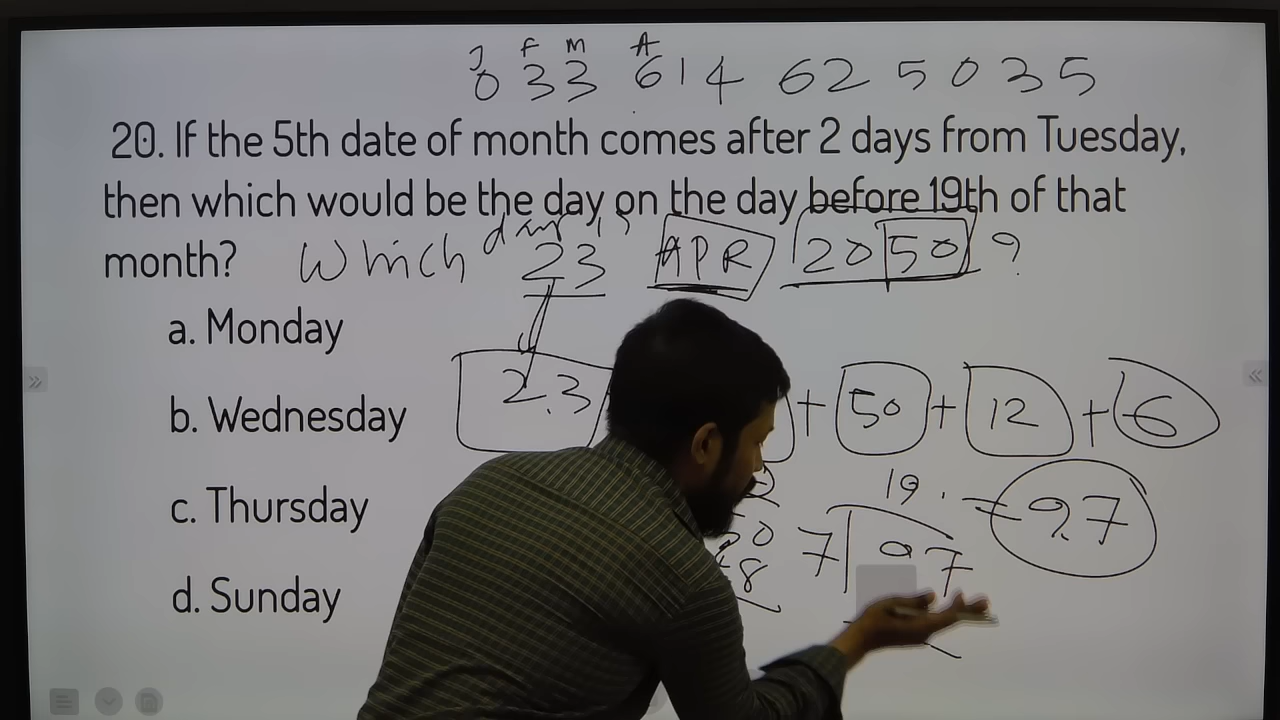 J F M A
0 3 3 6 1 4 6 2 5 0 3 5
20. If the 5th date of month comes after 2 days from Tuesday,
then which would be the day on the day before 19th of that
month? Which day is 23 APR 2050 ?
a. Monday
23 + 50 + 12 + 6
b. Wednesday
= 97
c. Thursday
19
7 97
d. Sunday